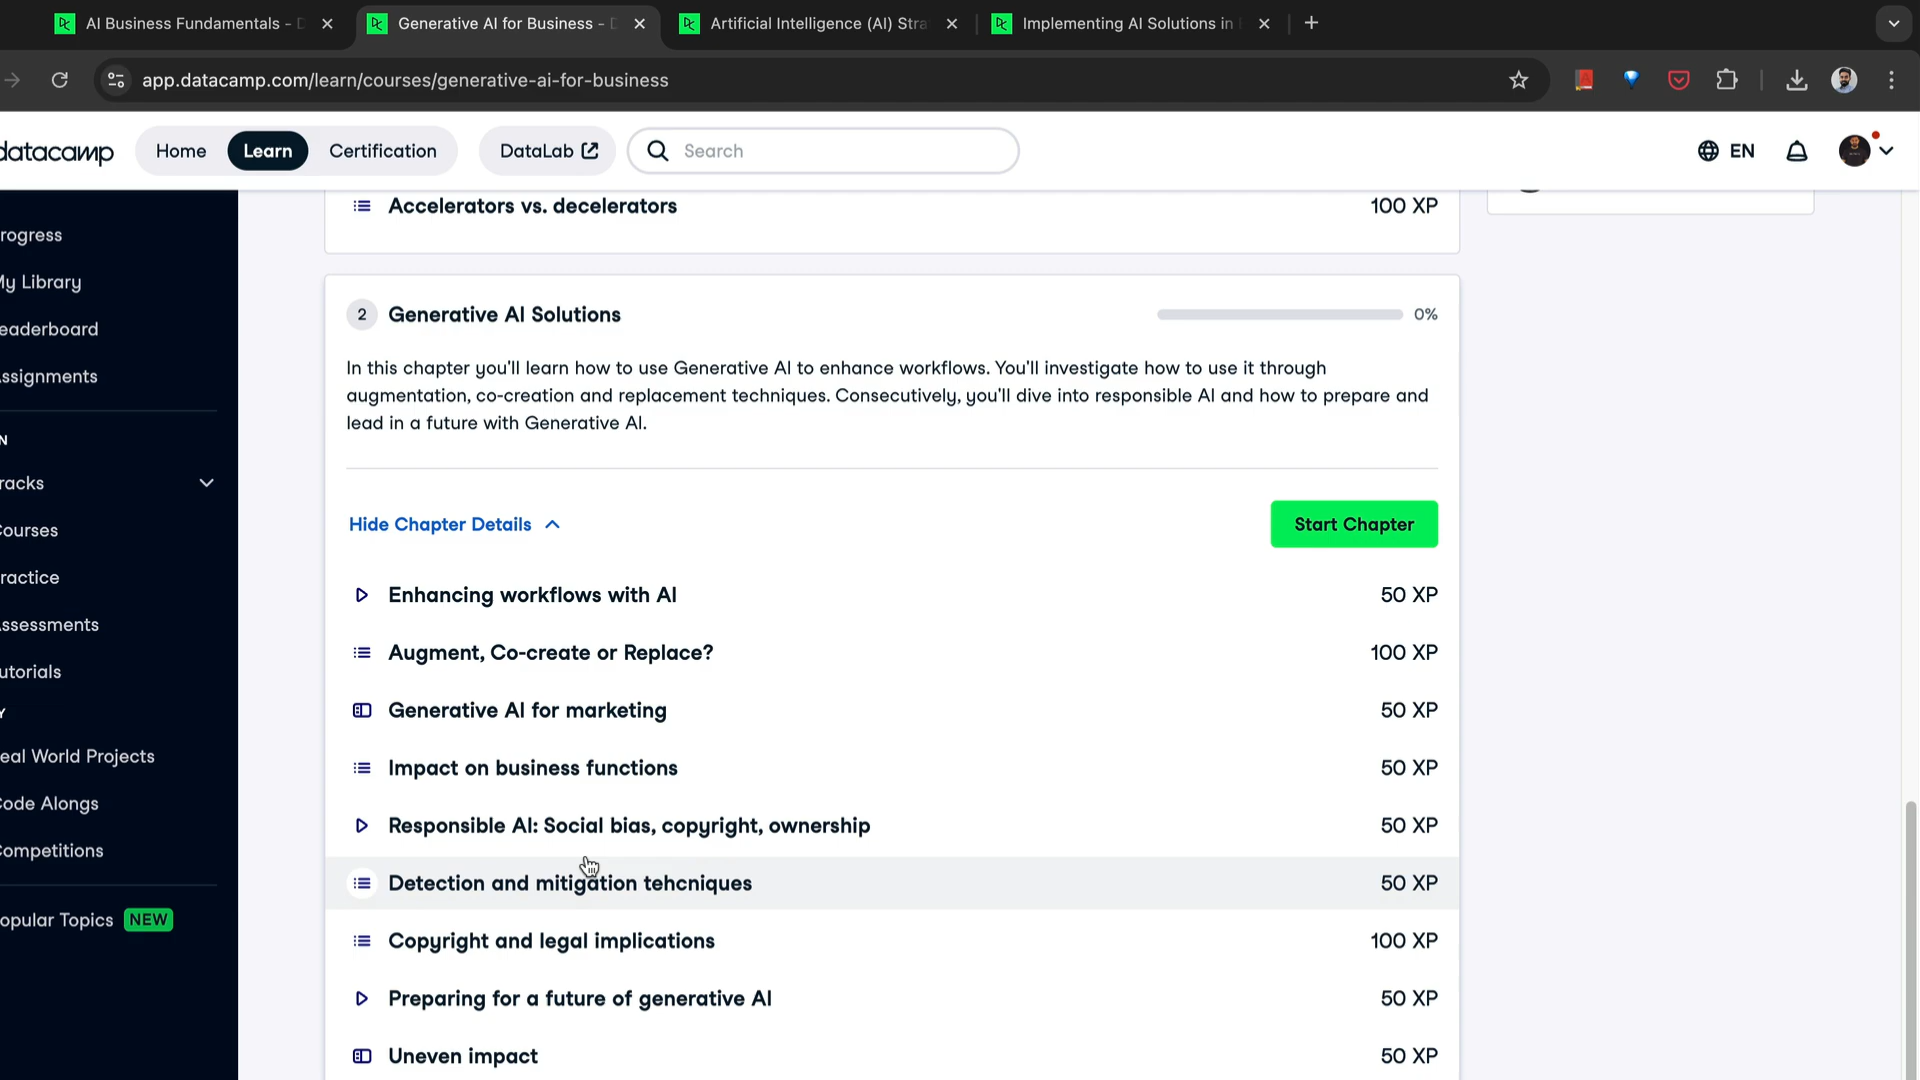 AI Business Fundamentals - D
Generative AI for Business - D
Artificial Intelligence (AI) Stra
Implementing AI Solutions in B
app.datacamp.com/learn/courses/generative-ai-for-business
datacamp
Home
Learn
Certification
DataLab
Search
EN
rogress
My Library
eaderboard
ssignments
N
racks
Courses
ractice
ssessments
utorials
Y
eal World Projects
Code Alongs
ompetitions
opular Topics NEW
Accelerators vs. decelerators 100 XP
2 Generative AI Solutions 0%
In this chapter you'll learn how to use Generative AI to enhance workflows. You'll investigate how to use it through
augmentation, co-creation and replacement techniques. Consecutively, you'll dive into responsible AI and how to prepare and
lead in a future with Generative AI.
Hide Chapter Details
Start Chapter
Enhancing workflows with AI 50 XP
Augment, Co-create or Replace? 100 XP
Generative AI for marketing 50 XP
Impact on business functions 50 XP
Responsible AI: Social bias, copyright, ownership 50 XP
Detection and mitigation tehcniques 50 XP
Copyright and legal implications 100 XP
Preparing for a future of generative AI 50 XP
Uneven impact 50 XP